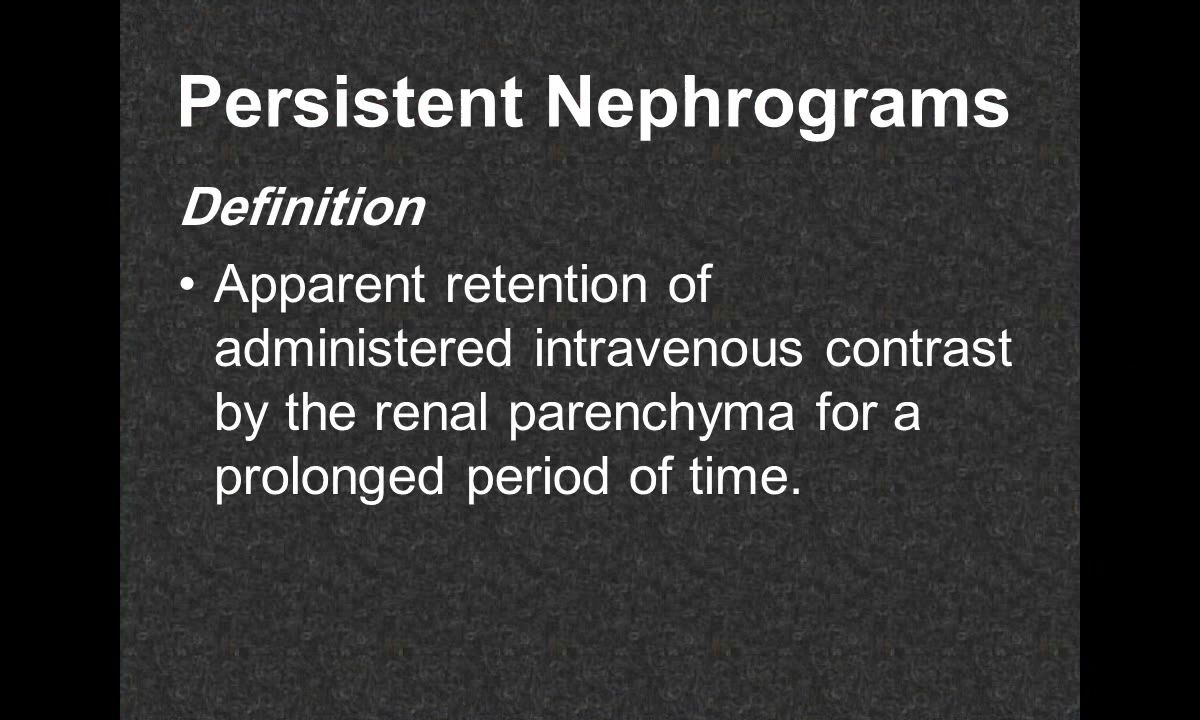 Persistent Nephrograms
Definition
• Apparent retention of
administered intravenous contrast
by the renal parenchyma for a
prolonged period of time.